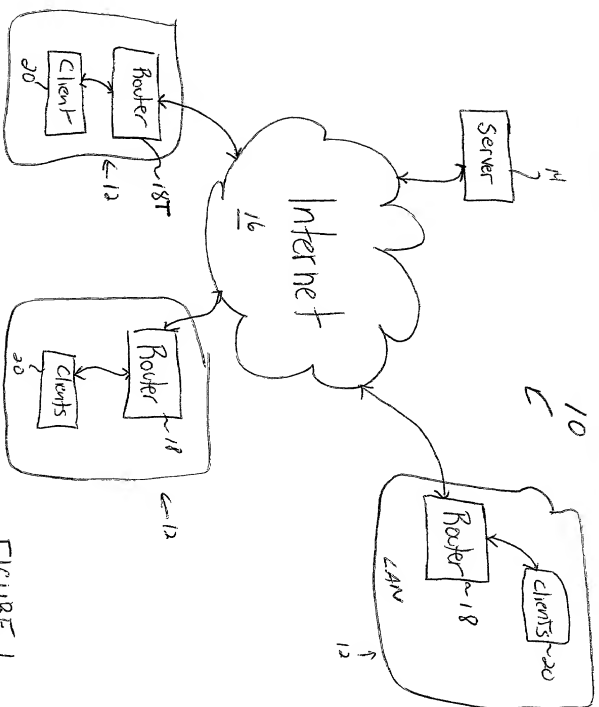 10
14
Server
Internet
16
Router ~ 18
Clients ~ 20
LAN
12
Router ~ 18T
Client
20
12
Router ~ 18
Clients
20
12
FIGURE 1